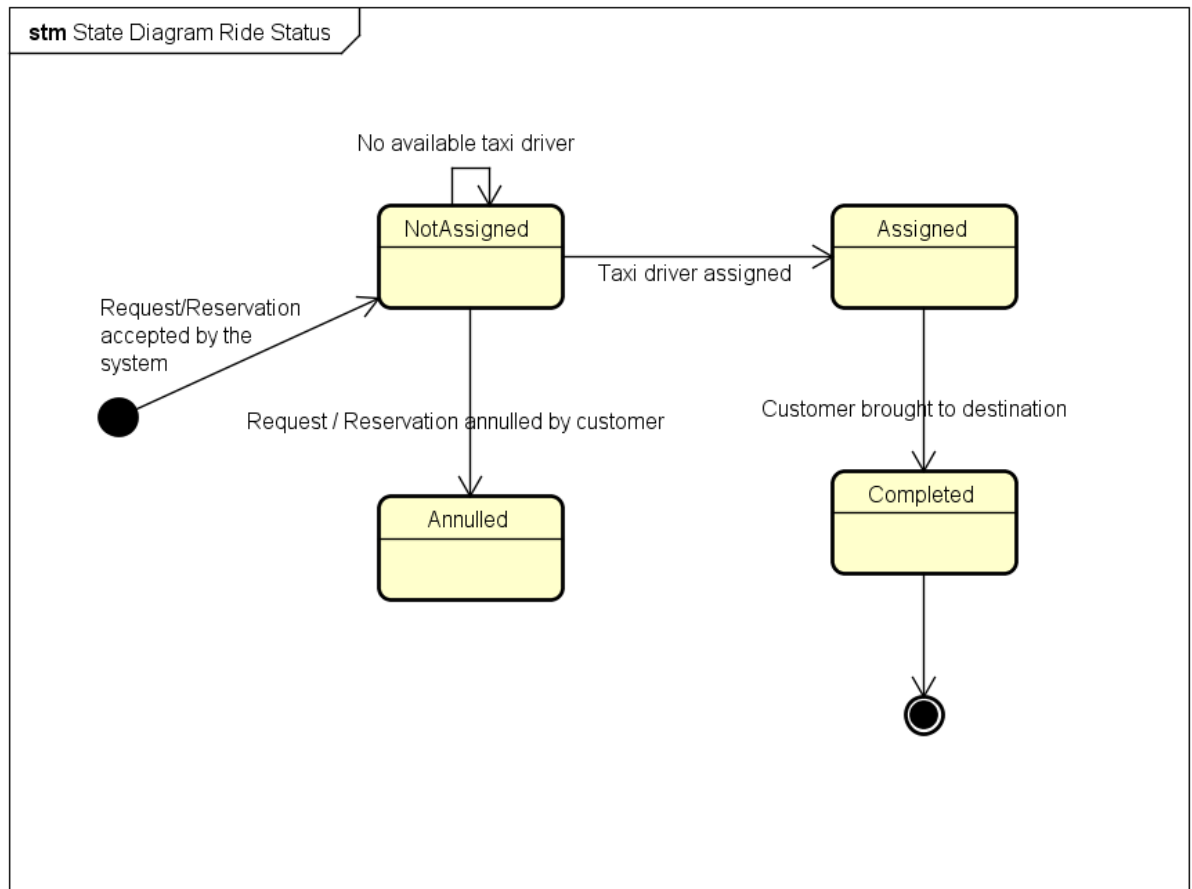 stm State Diagram Ride Status
No available taxi driver
NotAssigned
Assigned
Taxi driver assigned
Request/Reservation
accepted by the
system
Request / Reservation annulled by customer
Customer brought to destination
Completed
Annulled